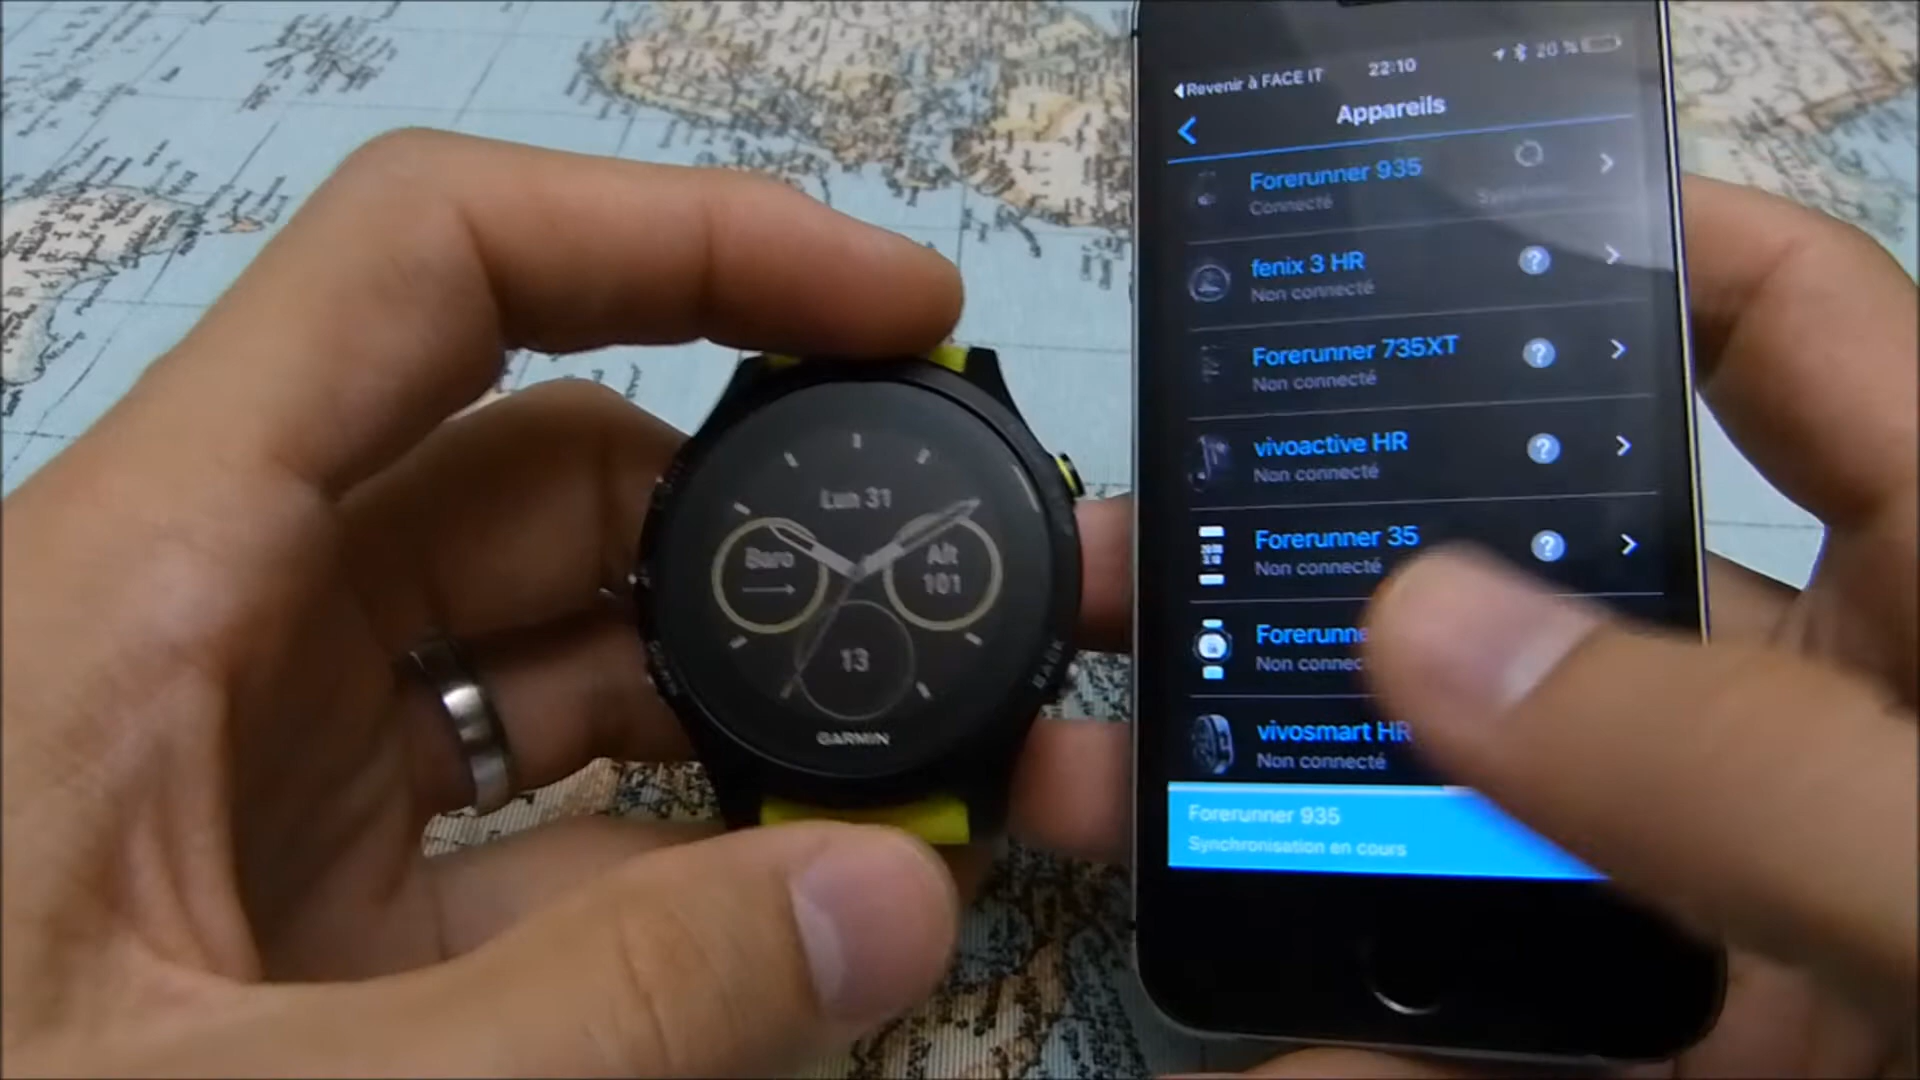 Revenir à FACE IT
22:10
20 %
Appareils
Forerunner 935
Connecté
fenix 3 HR
Non connecté
Forerunner 735XT
Non connecté
vivoactive HR
Non connecté
Forerunner 35
Non connecté
Forerunne
Non connec
vivosmart HR
Non connecté
Forerunner 935
Synchronisation en cours
Lun 31
Baro
Alt
101
13
GARMIN
BACK